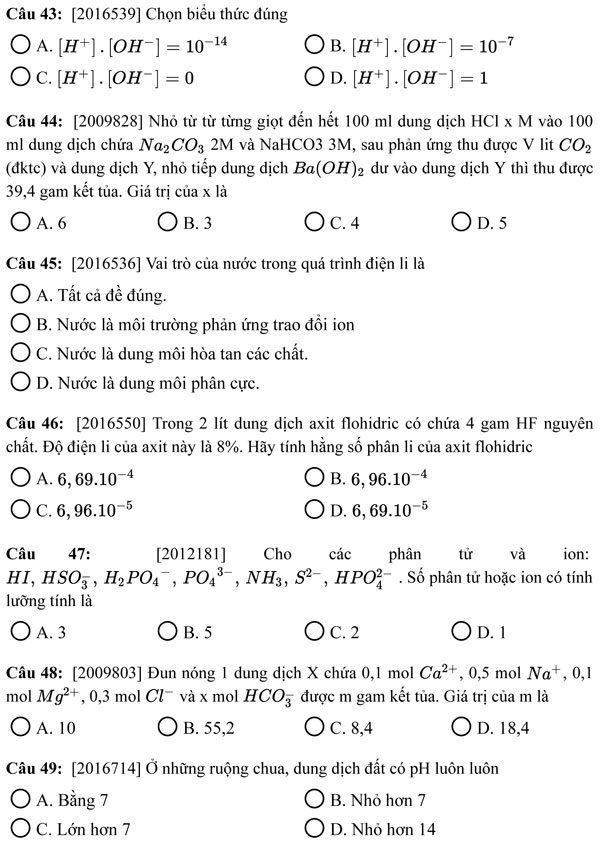 Câu 43: [2016539] Chọn biểu thức đúng
A. [H⁺].[OH⁻] = 10⁻¹⁴ B. [H⁺].[OH⁻] = 10⁻⁷
C. [H⁺].[OH⁻] = 0 D. [H⁺].[OH⁻] = 1
Câu 44: [2009828] Nhỏ từ từ từng giọt đến hết 100 ml dung dịch HCl x M vào 100
ml dung dịch chứa Na₂CO₃ 2M và NaHCO3 3M, sau phản ứng thu được V lit CO₂
(đktc) và dung dịch Y, nhỏ tiếp dung dịch Ba(OH)₂ dư vào dung dịch Y thì thu được
39,4 gam kết tủa. Giá trị của x là
A. 6 B. 3 C. 4 D. 5
Câu 45: [2016536] Vai trò của nước trong quá trình điện li là
A. Tất cả đề đúng.
B. Nước là môi trường phản ứng trao đổi ion
C. Nước là dung môi hòa tan các chất.
D. Nước là dung môi phân cực.
Câu 46: [2016550] Trong 2 lít dung dịch axit flohidric có chứa 4 gam HF nguyên
chất. Độ điện li của axit này là 8%. Hãy tính hằng số phân li của axit flohidric
A. 6,69.10⁻⁴ B. 6,96.10⁻⁴
C. 6,96.10⁻⁵ D. 6,69.10⁻⁵
Câu 47: [2012181] Cho các phân tử và ion:
HI, HSO₃⁻, H₂PO₄⁻, PO₄³⁻, NH₃, S²⁻, HPO₄²⁻ . Số phân tử hoặc ion có tính
lưỡng tính là
A. 3 B. 5 C. 2 D. 1
Câu 48: [2009803] Đun nóng 1 dung dịch X chứa 0,1 mol Ca²⁺, 0,5 mol Na⁺, 0,1
mol Mg²⁺, 0,3 mol Cl⁻ và x mol HCO₃⁻ được m gam kết tủa. Giá trị của m là
A. 10 B. 55,2 C. 8,4 D. 18,4
Câu 49: [2016714] Ở những ruộng chua, dung dịch đất có pH luôn luôn
A. Bằng 7 B. Nhỏ hơn 7
C. Lớn hơn 7 D. Nhỏ hơn 14